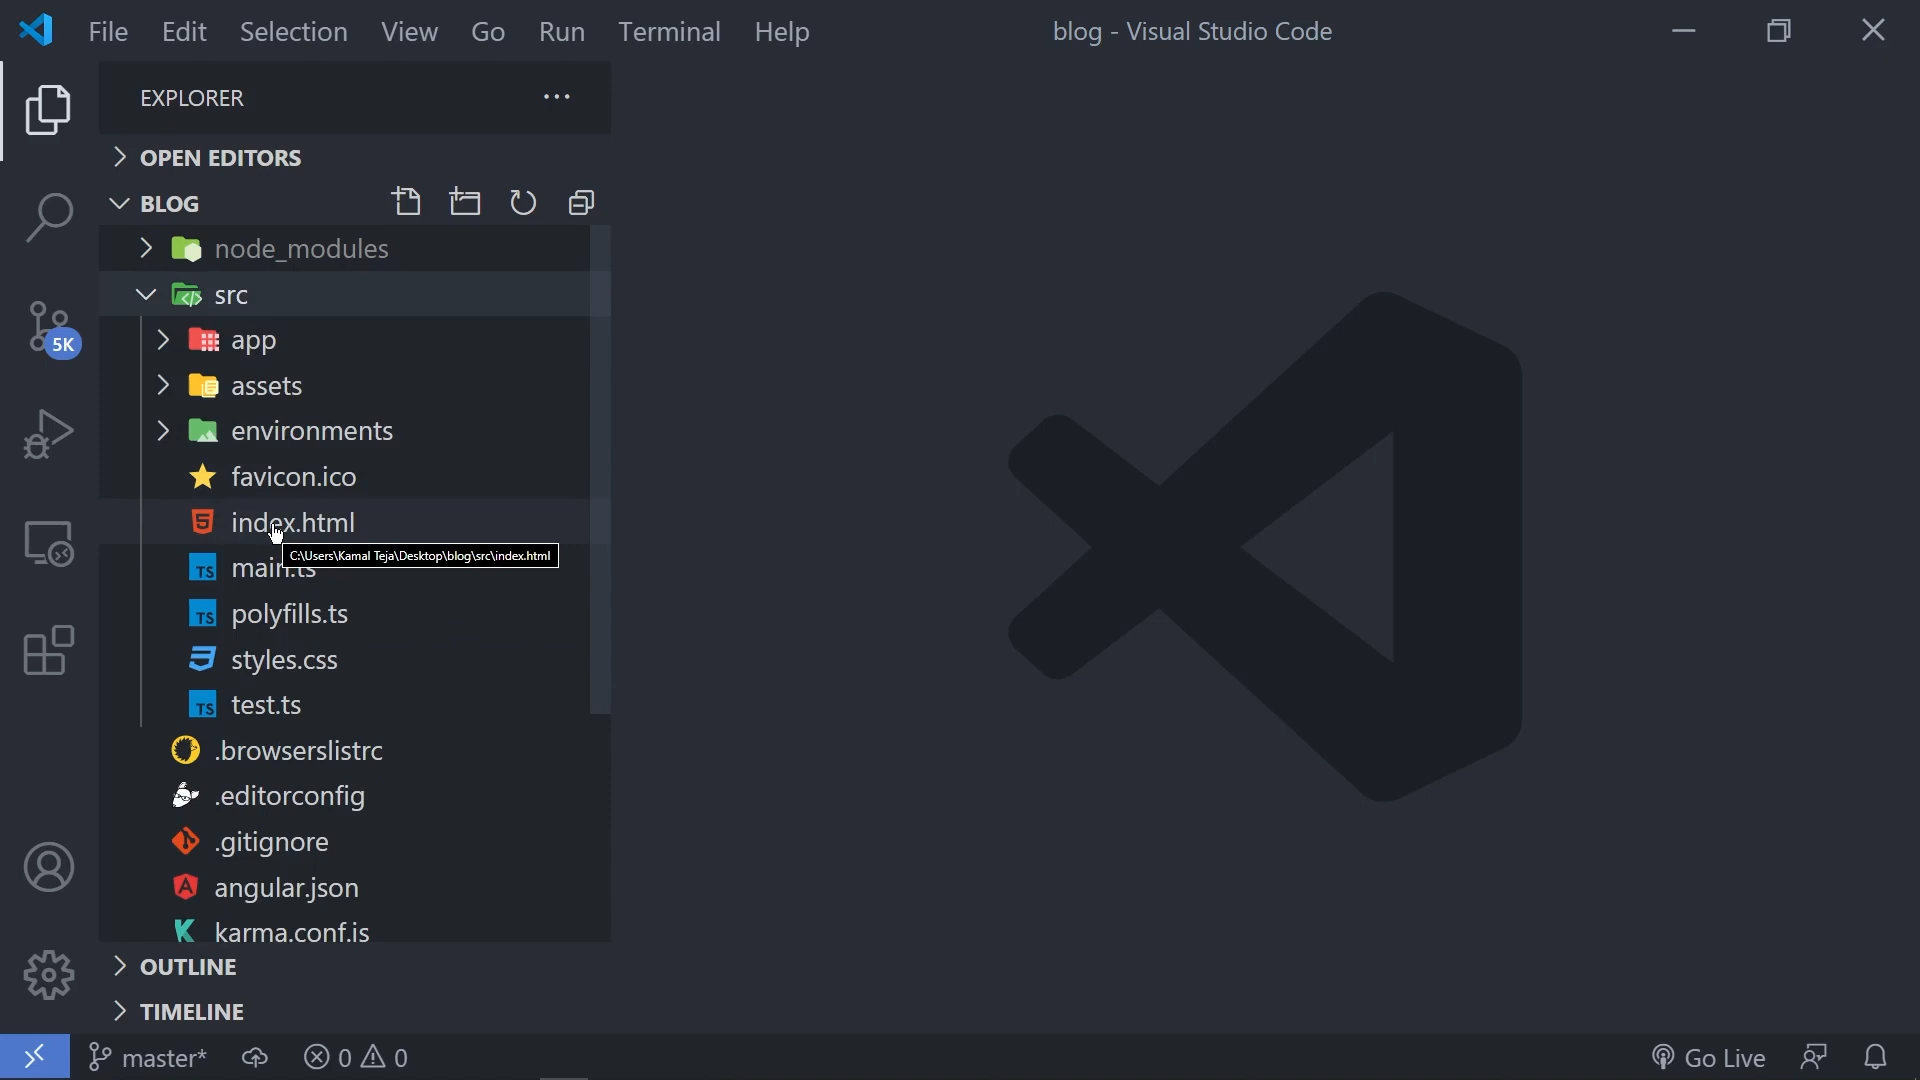 File Edit Selection View Go Run Terminal Help blog - Visual Studio Code
EXPLORER
OPEN EDITORS
BLOG
node_modules
src
app
assets
environments
favicon.ico
index.html
C:\Users\Kamal Teja\Desktop\blog\src\index.html
main.ts
polyfills.ts
styles.css
test.ts
.browserslistrc
.editorconfig
.gitignore
angular.json
karma.conf.js
OUTLINE
TIMELINE
5K
master* 0 0 Go Live